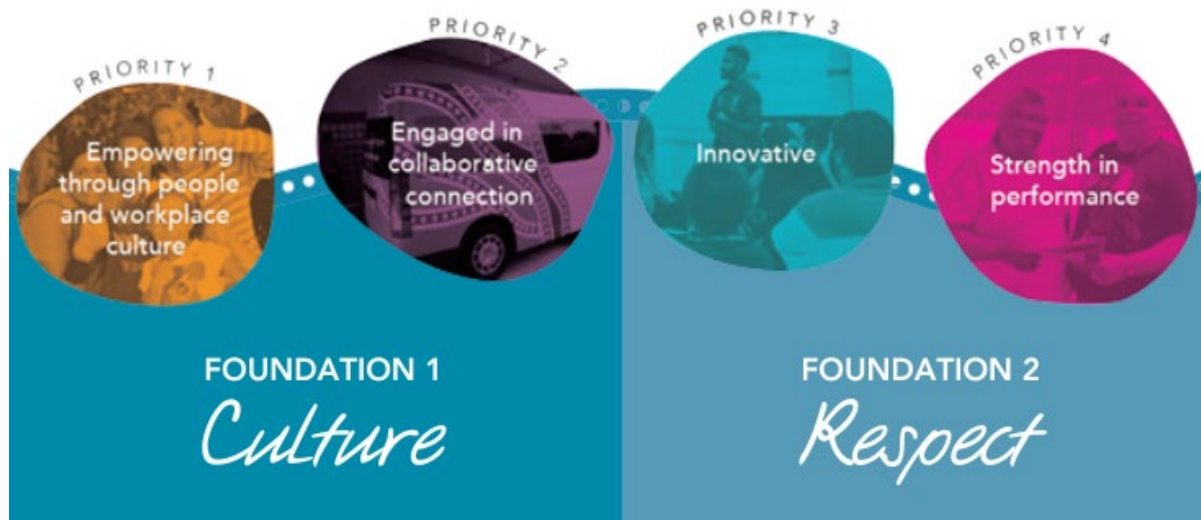 PRIORITY 1
Empowering
through people
and workplace
culture
PRIORITY 2
Engaged in
collaborative
connection
PRIORITY 3
Innovative
PRIORITY 4
Strength in
performance
FOUNDATION 1
Culture
FOUNDATION 2
Respect